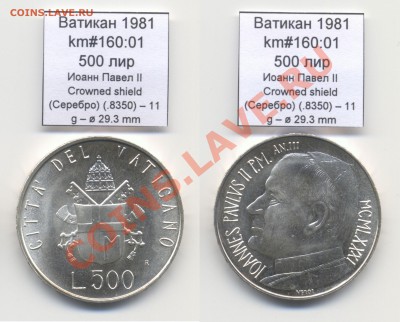 COINS.LAVE.RU
Ватикан 1981
km#160:01
500 лир
Иоанн Павел II
Crowned shield
(Серебро) (.8350) – 11
g – ø 29.3 mm
Ватикан 1981
km#160:01
500 лир
Иоанн Павел II
Crowned shield
(Серебро) (.8350) – 11
g – ø 29.3 mm
CITTA DEL VATICANO
R
L.500
IOANNES PAVLVS II P.M. AN.III
MCMLXXXI
COINS.LAVE.RU